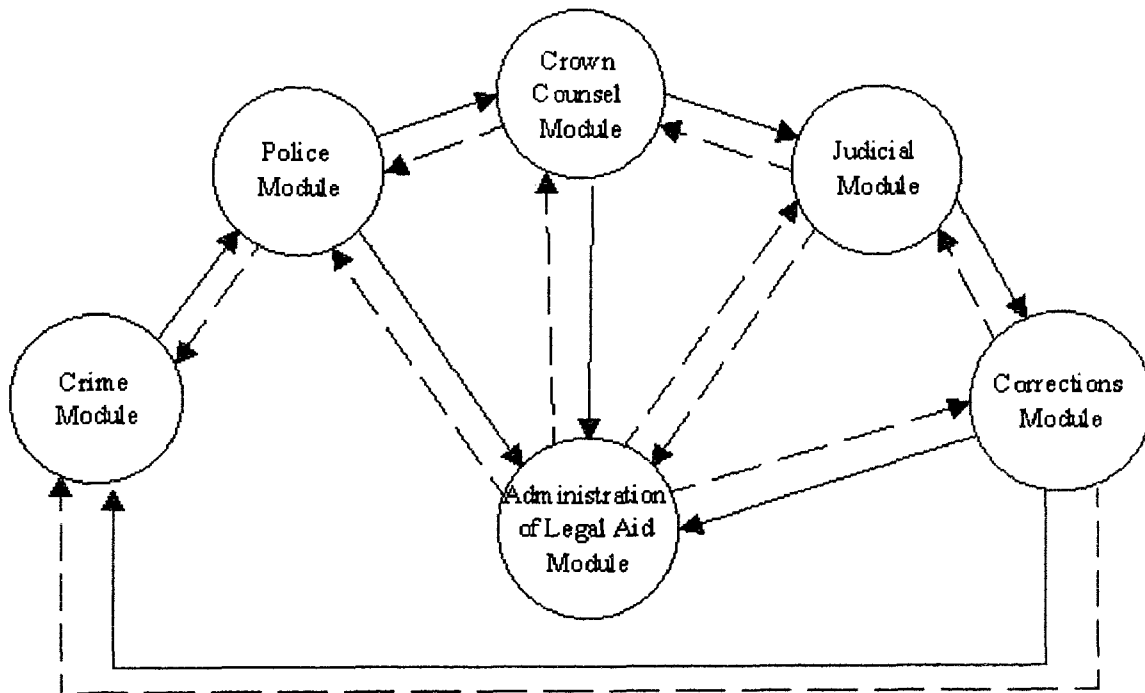 Crown
Counsel
Module
Police
Module
Judicial
Module
Crime
Module
Corrections
Module
Administration
of Legal Aid
Module